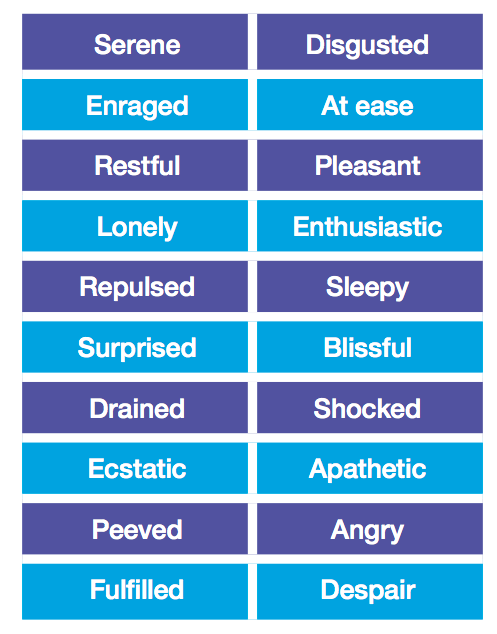 Serene Disgusted
Enraged At ease
Restful Pleasant
Lonely Enthusiastic
Repulsed Sleepy
Surprised Blissful
Drained Shocked
Ecstatic Apathetic
Peeved Angry
Fulfilled Despair